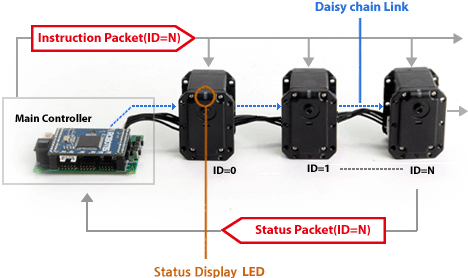 Daisy chain Link
Instruction Packet(ID=N)
Main Controller
ID=0
ID=1
ID=N
Status Packet(ID=N)
Status Display LED